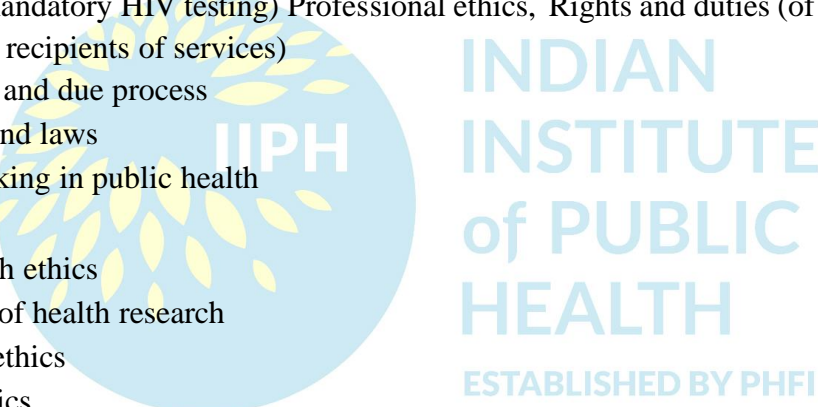 andatory HIV testing) Professional ethics, Rights and duties (of
recipients of services)
and due process
nd laws
king in public health
h ethics
of health research
ethics
ics
IIPH
INDIAN
INSTITUTE
of PUBLIC
HEALTH
ESTABLISHED BY PHFI